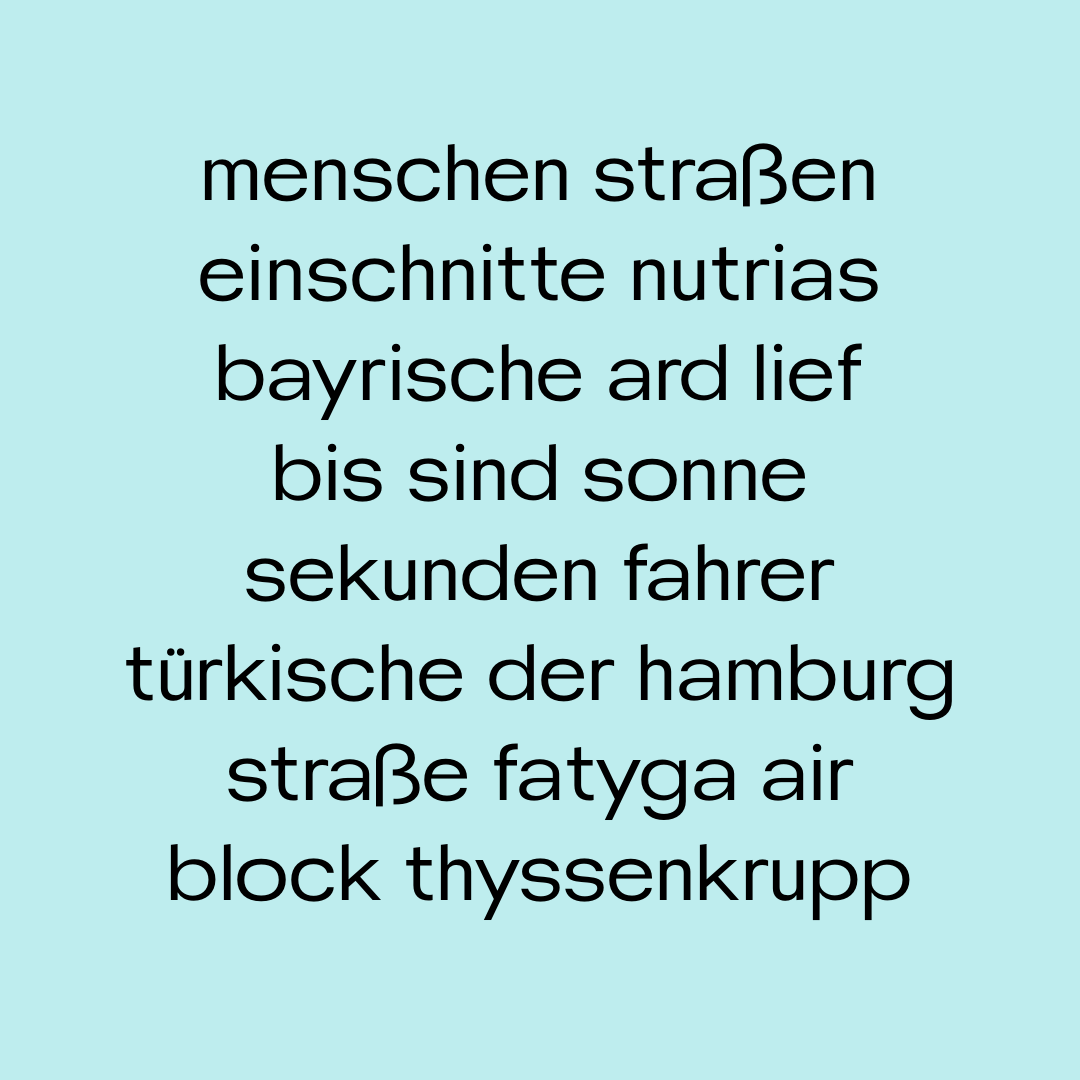 menschen straßen
einschnitte nutrias
bayrische ard lief
bis sind sonne
sekunden fahrer
türkische der hamburg
straße fatyga air
block thyssenkrupp